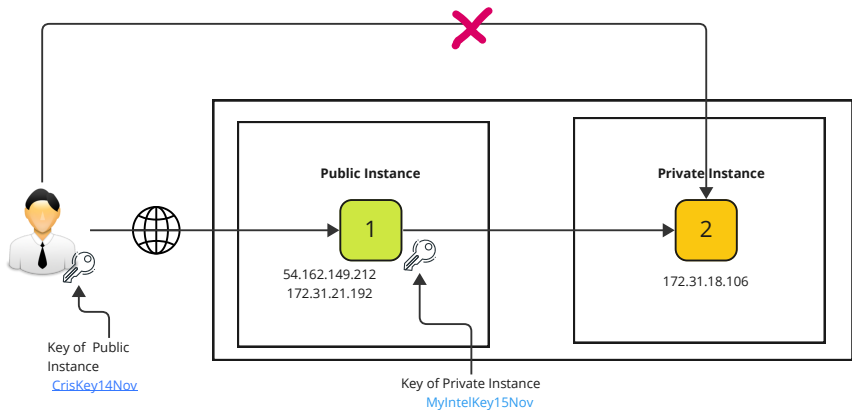 Public Instance
Private Instance
1
2
54.162.149.212
172.31.21.192
172.31.18.106
Key of Public
Instance
CrisKey14Nov
Key of Private Instance
MyIntelKey15Nov